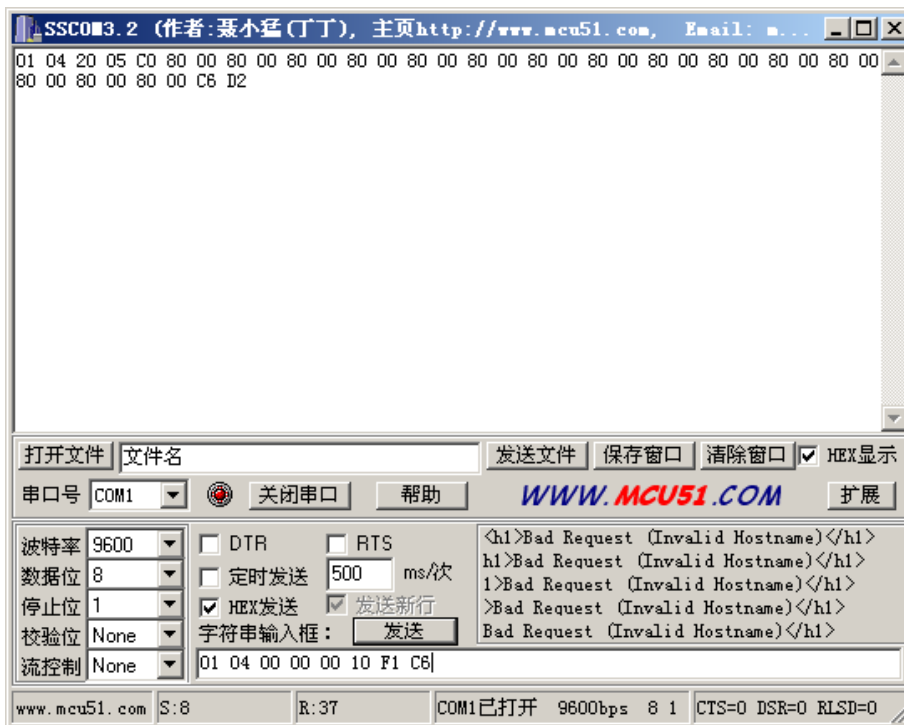 SSCOM3.2 (作者:聂小猛(丁丁), 主页http://www.mcu51.com, Email: m...
01 04 20 05 C0 80 00 80 00 80 00 80 00 80 00 80 00 80 00 80 00 80 00 80 00 80 00 80 00
80 00 80 00 80 00 C6 D2
打开文件 文件名 发送文件 保存窗口 清除窗口 HEX显示
串口号 COM1 关闭串口 帮助 WWW.MCU51.COM 扩展
波特率 9600 DTR RTS
数据位 8 定时发送 500 ms/次
停止位 1 HEX发送 发送新行
校验位 None 字符串输入框: 发送
流控制 None 01 04 00 00 00 10 F1 C6
<h1>Bad Request (Invalid Hostname)</h1>
h1>Bad Request (Invalid Hostname)</h1>
1>Bad Request (Invalid Hostname)</h1>
>Bad Request (Invalid Hostname)</h1>
Bad Request (Invalid Hostname)</h1>
www.mcu51.com S:8 R:37 COM1已打开 9600bps 8 1 CTS=0 DSR=0 RLSD=0